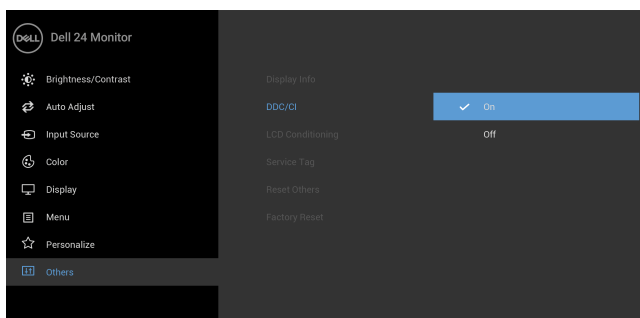 DELL Dell 24 Monitor
Brightness/Contrast Display Info
Auto Adjust DDC/CI On
Input Source LCD Conditioning Off
Color Service Tag
Display Reset Others
Menu Factory Reset
Personalize
Others